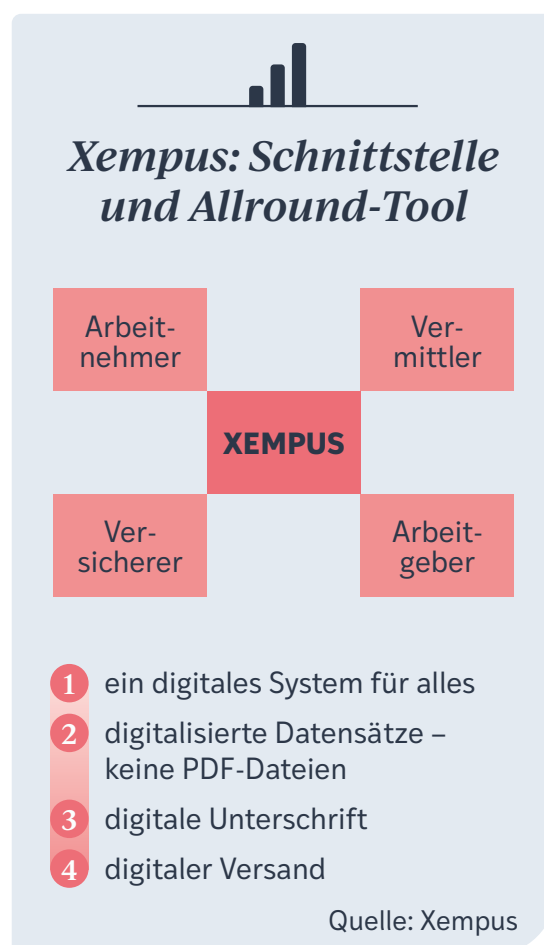 Xempus: Schnittstelle
und Allround-Tool
Arbeit-
nehmer
Ver-
mittler
XEMPUS
Ver-
sicherer
Arbeit-
geber
1 ein digitales System für alles
2 digitalisierte Datensätze –
keine PDF-Dateien
3 digitale Unterschrift
4 digitaler Versand
Quelle: Xempus